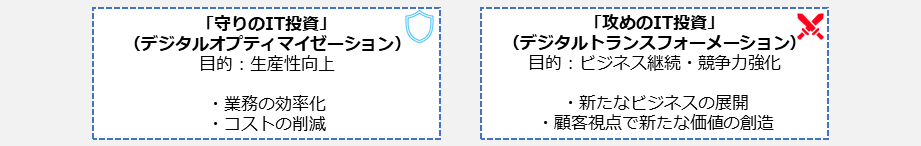 「守りのIT投資」
（デジタルオプティマイゼーション）
目的：生産性向上
・業務の効率化
・コストの削減
「攻めのIT投資」
（デジタルトランスフォーメーション）
目的：ビジネス継続・競争力強化
・新たなビジネスの展開
・顧客視点で新たな価値の創造